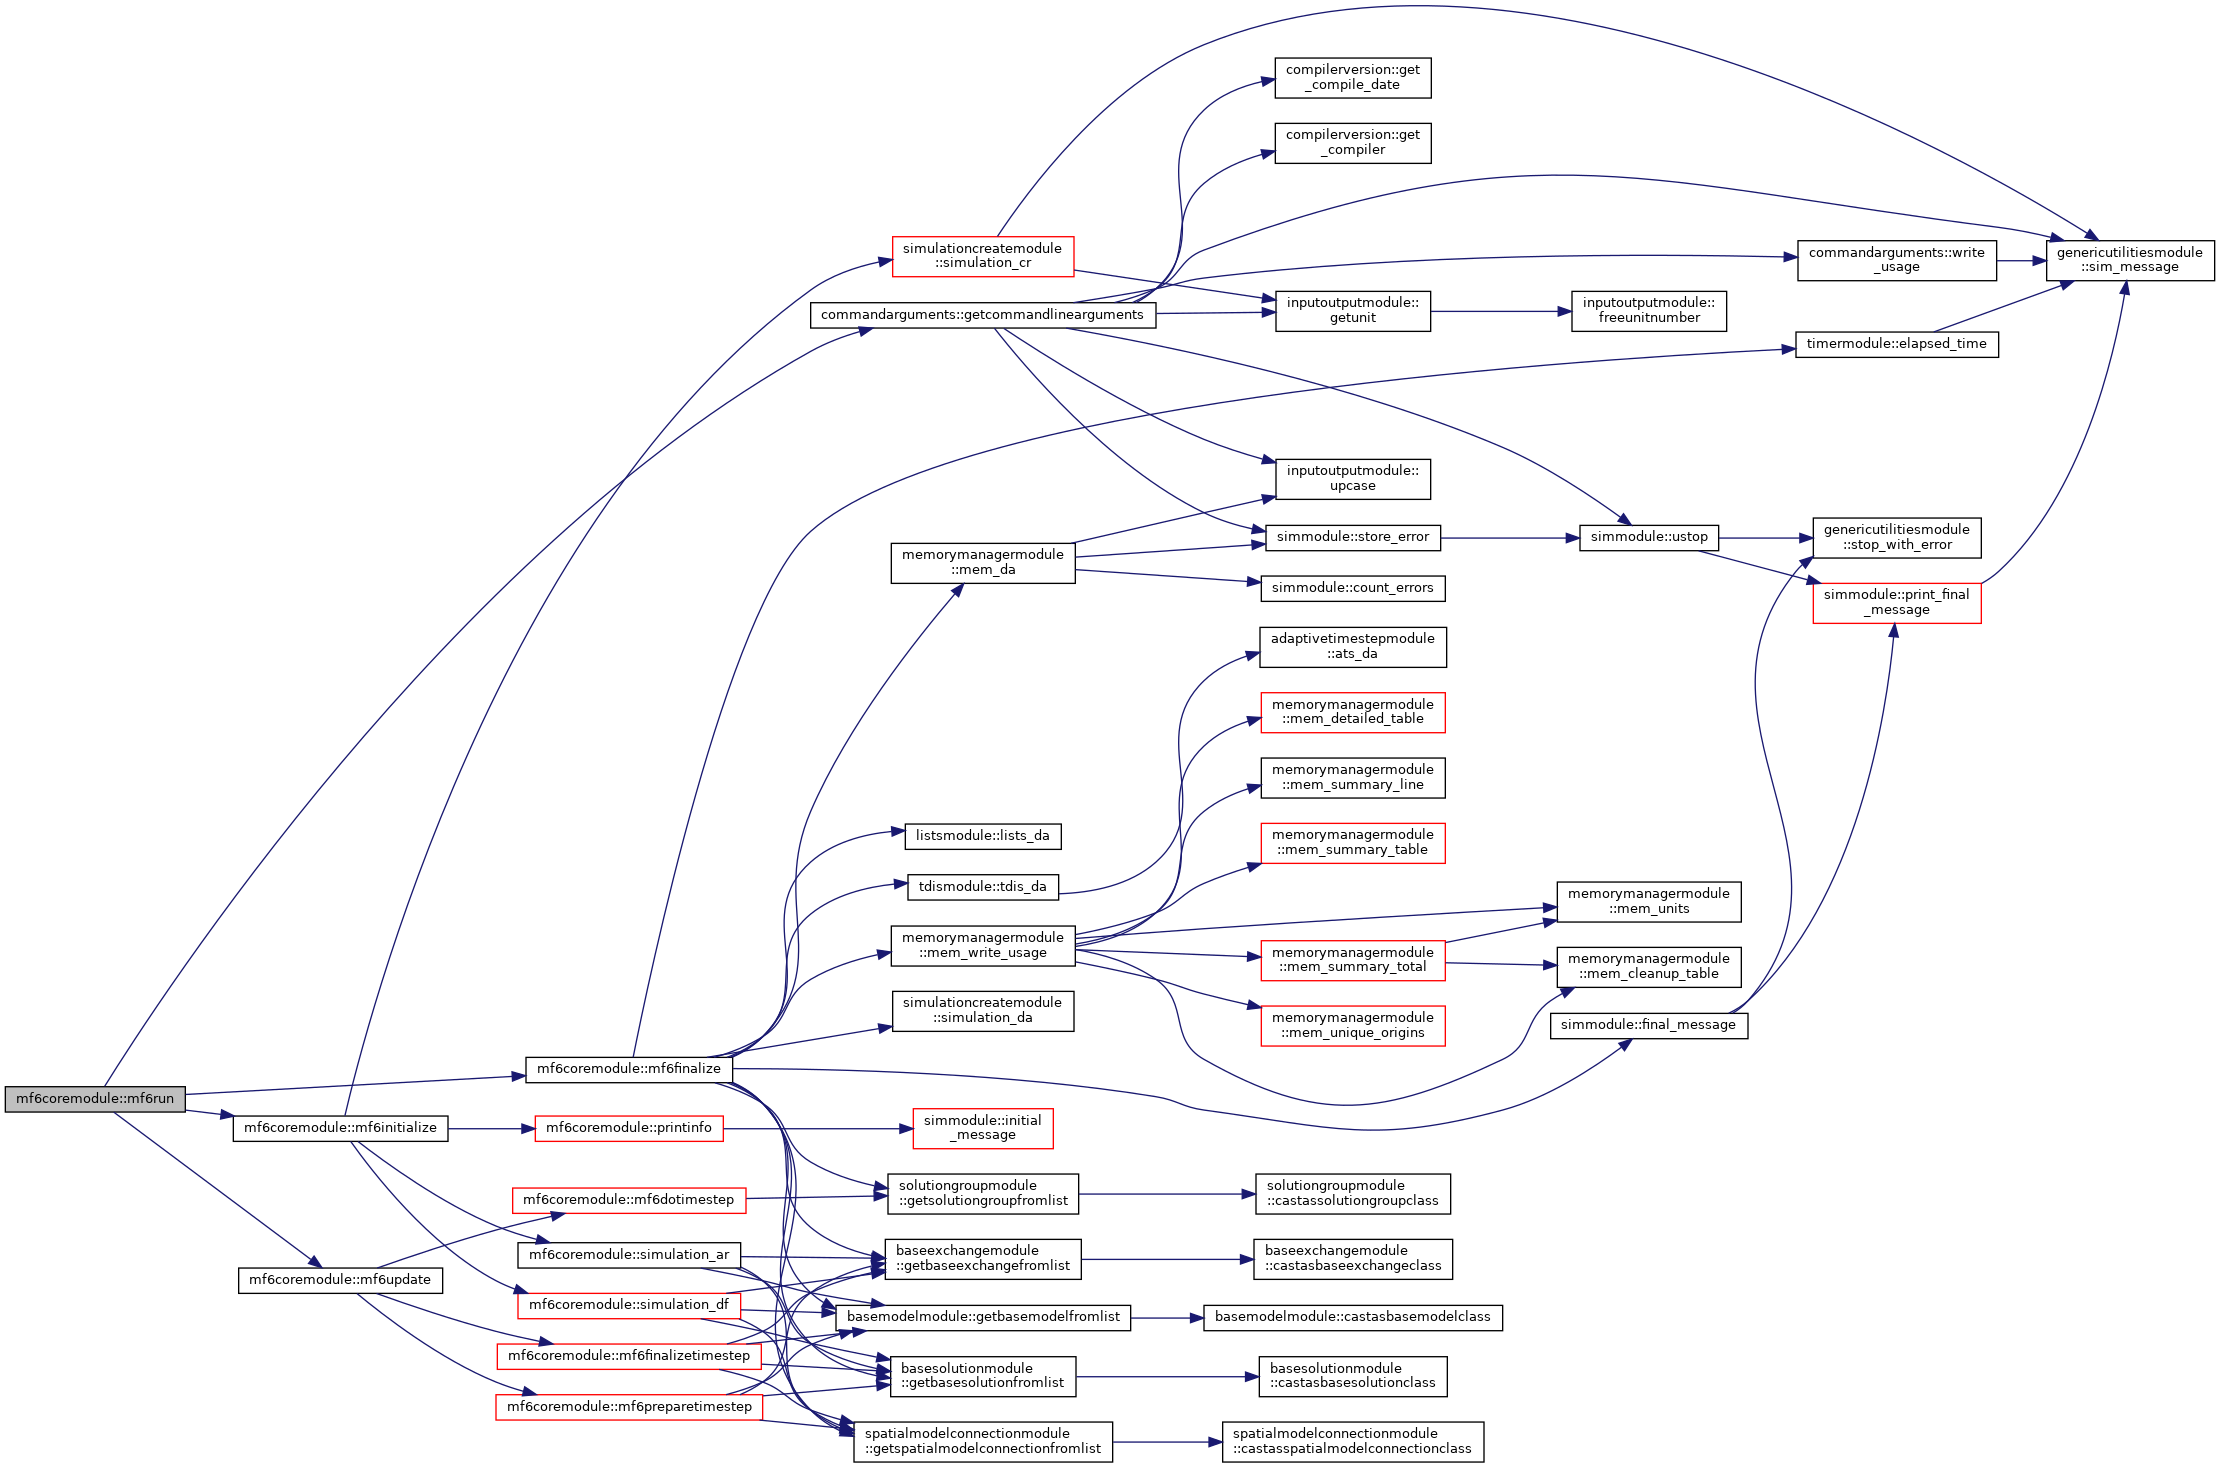 mf6coremodule::mf6run
mf6coremodule::mf6initialize
mf6coremodule::mf6update
simulationcreatemodule
::simulation_cr
commandarguments::getcommandlinearguments
mf6coremodule::mf6finalize
mf6coremodule::printinfo
mf6coremodule::mf6dotimestep
mf6coremodule::simulation_ar
mf6coremodule::simulation_df
mf6coremodule::mf6finalizetimestep
mf6coremodule::mf6preparetimestep
memorymanagermodule
::mem_da
listsmodule::lists_da
tdismodule::tdis_da
memorymanagermodule
::mem_write_usage
simulationcreatemodule
::simulation_da
simmodule::initial
_message
solutiongroupmodule
::getsolutiongroupfromlist
baseexchangemodule
::getbaseexchangefromlist
basemodelmodule::getbasemodelfromlist
basesolutionmodule
::getbasesolutionfromlist
spatialmodelconnectionmodule
::getspatialmodelconnectionfromlist
compilerversion::get
_compile_date
compilerversion::get
_compiler
inputoutputmodule::
getunit
inputoutputmodule::
upcase
simmodule::store_error
simmodule::count_errors
adaptivetimestepmodule
::ats_da
memorymanagermodule
::mem_detailed_table
memorymanagermodule
::mem_summary_line
memorymanagermodule
::mem_summary_table
memorymanagermodule
::mem_summary_total
memorymanagermodule
::mem_unique_origins
solutiongroupmodule
::castassolutiongroupclass
baseexchangemodule
::castasbaseexchangeclass
basemodelmodule::castasbasemodelclass
basesolutionmodule
::castasbasesolutionclass
spatialmodelconnectionmodule
::castasspatialmodelconnectionclass
inputoutputmodule::
freeunitnumber
simmodule::ustop
memorymanagermodule
::mem_units
memorymanagermodule
::mem_cleanup_table
simmodule::final_message
commandarguments::write
_usage
timermodule::elapsed_time
genericutilitiesmodule
::stop_with_error
simmodule::print_final
_message
genericutilitiesmodule
::sim_message